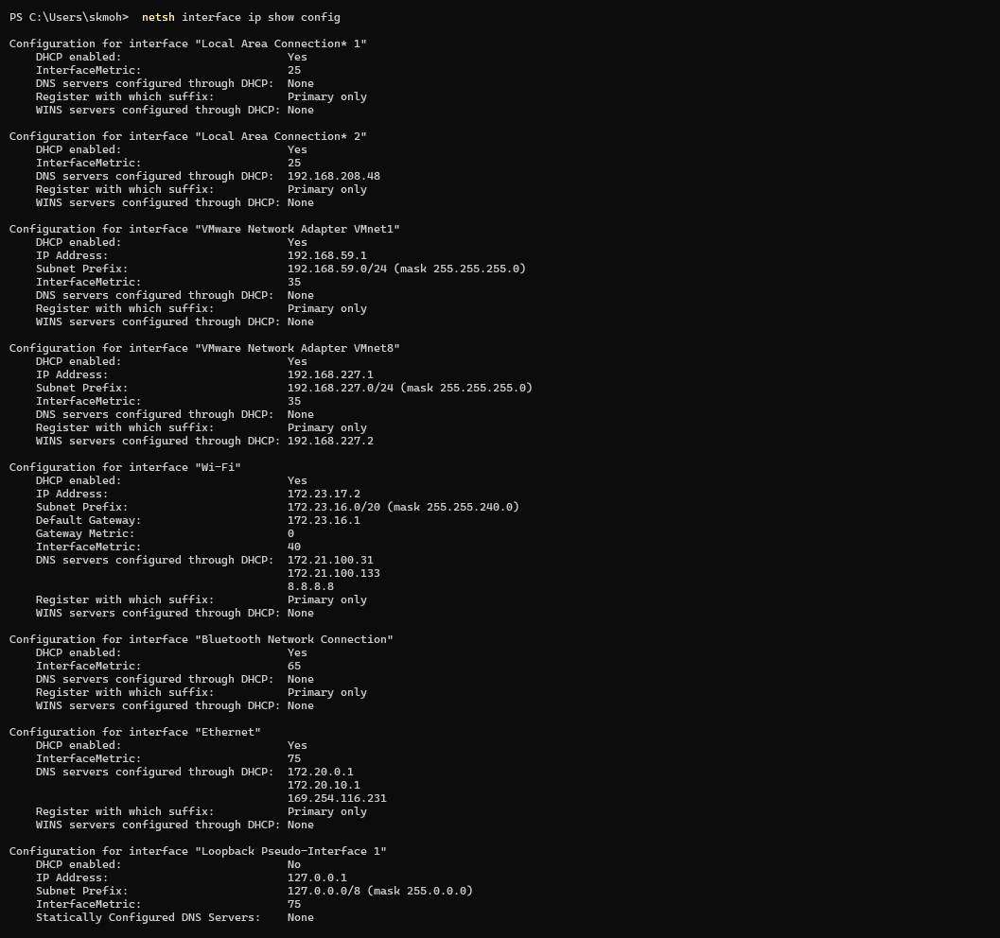 PS C:\Users\skmoh>  netsh interface ip show config

Configuration for interface "Local Area Connection* 1"
    DHCP enabled:                         Yes
    InterfaceMetric:                      25
    DNS servers configured through DHCP:  None
    Register with which suffix:           Primary only
    WINS servers configured through DHCP: None

Configuration for interface "Local Area Connection* 2"
    DHCP enabled:                         Yes
    InterfaceMetric:                      25
    DNS servers configured through DHCP:  192.168.208.48
    Register with which suffix:           Primary only
    WINS servers configured through DHCP: None

Configuration for interface "VMware Network Adapter VMnet1"
    DHCP enabled:                         Yes
    IP Address:                           192.168.59.1
    Subnet Prefix:                        192.168.59.0/24 (mask 255.255.255.0)
    InterfaceMetric:                      35
    DNS servers configured through DHCP:  None
    Register with which suffix:           Primary only
    WINS servers configured through DHCP: None

Configuration for interface "VMware Network Adapter VMnet8"
    DHCP enabled:                         Yes
    IP Address:                           192.168.227.1
    Subnet Prefix:                        192.168.227.0/24 (mask 255.255.255.0)
    InterfaceMetric:                      35
    DNS servers configured through DHCP:  None
    Register with which suffix:           Primary only
    WINS servers configured through DHCP: 192.168.227.2

Configuration for interface "Wi-Fi"
    DHCP enabled:                         Yes
    IP Address:                           172.23.17.2
    Subnet Prefix:                        172.23.16.0/20 (mask 255.255.240.0)
    Default Gateway:                      172.23.16.1
    Gateway Metric:                       0
    InterfaceMetric:                      40
    DNS servers configured through DHCP:  172.21.100.31
                                          172.21.100.133
                                          8.8.8.8
    Register with which suffix:           Primary only
    WINS servers configured through DHCP: None

Configuration for interface "Bluetooth Network Connection"
    DHCP enabled:                         Yes
    InterfaceMetric:                      65
    DNS servers configured through DHCP:  None
    Register with which suffix:           Primary only
    WINS servers configured through DHCP: None

Configuration for interface "Ethernet"
    DHCP enabled:                         Yes
    InterfaceMetric:                      75
    DNS servers configured through DHCP:  172.20.0.1
                                          172.20.10.1
                                          169.254.116.231
    Register with which suffix:           Primary only
    WINS servers configured through DHCP: None

Configuration for interface "Loopback Pseudo-Interface 1"
    DHCP enabled:                         No
    IP Address:                           127.0.0.1
    Subnet Prefix:                        127.0.0.0/8 (mask 255.0.0.0)
    InterfaceMetric:                      75
    Statically Configured DNS Servers:    None